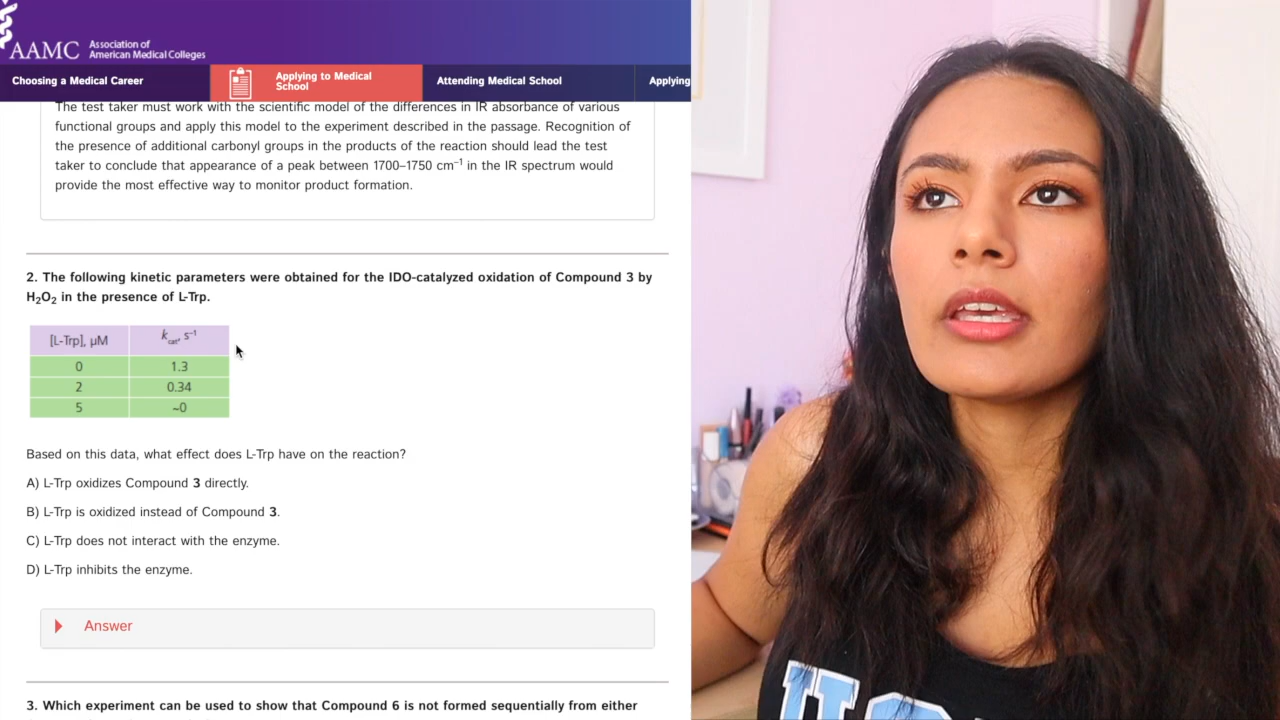 AAMC
Association of
American Medical Colleges
Choosing a Medical Career
Applying to Medical
School
Attending Medical School
Applying
The test taker must work with the scientific model of the differences in IR absorbance of various
functional groups and apply this model to the experiment described in the passage. Recognition of
the presence of additional carbonyl groups in the products of the reaction should lead the test
taker to conclude that appearance of a peak between 1700–1750 cm⁻¹ in the IR spectrum would
provide the most effective way to monitor product formation.
2. The following kinetic parameters were obtained for the IDO-catalyzed oxidation of Compound 3 by
H₂O₂ in the presence of L-Trp.
[L-Trp], µM kcat, s⁻¹
0 1.3
2 0.34
5 ~0
Based on this data, what effect does L-Trp have on the reaction?
A) L-Trp oxidizes Compound 3 directly.
B) L-Trp is oxidized instead of Compound 3.
C) L-Trp does not interact with the enzyme.
D) L-Trp inhibits the enzyme.
Answer
3. Which experiment can be used to show that Compound 6 is not formed sequentially from either